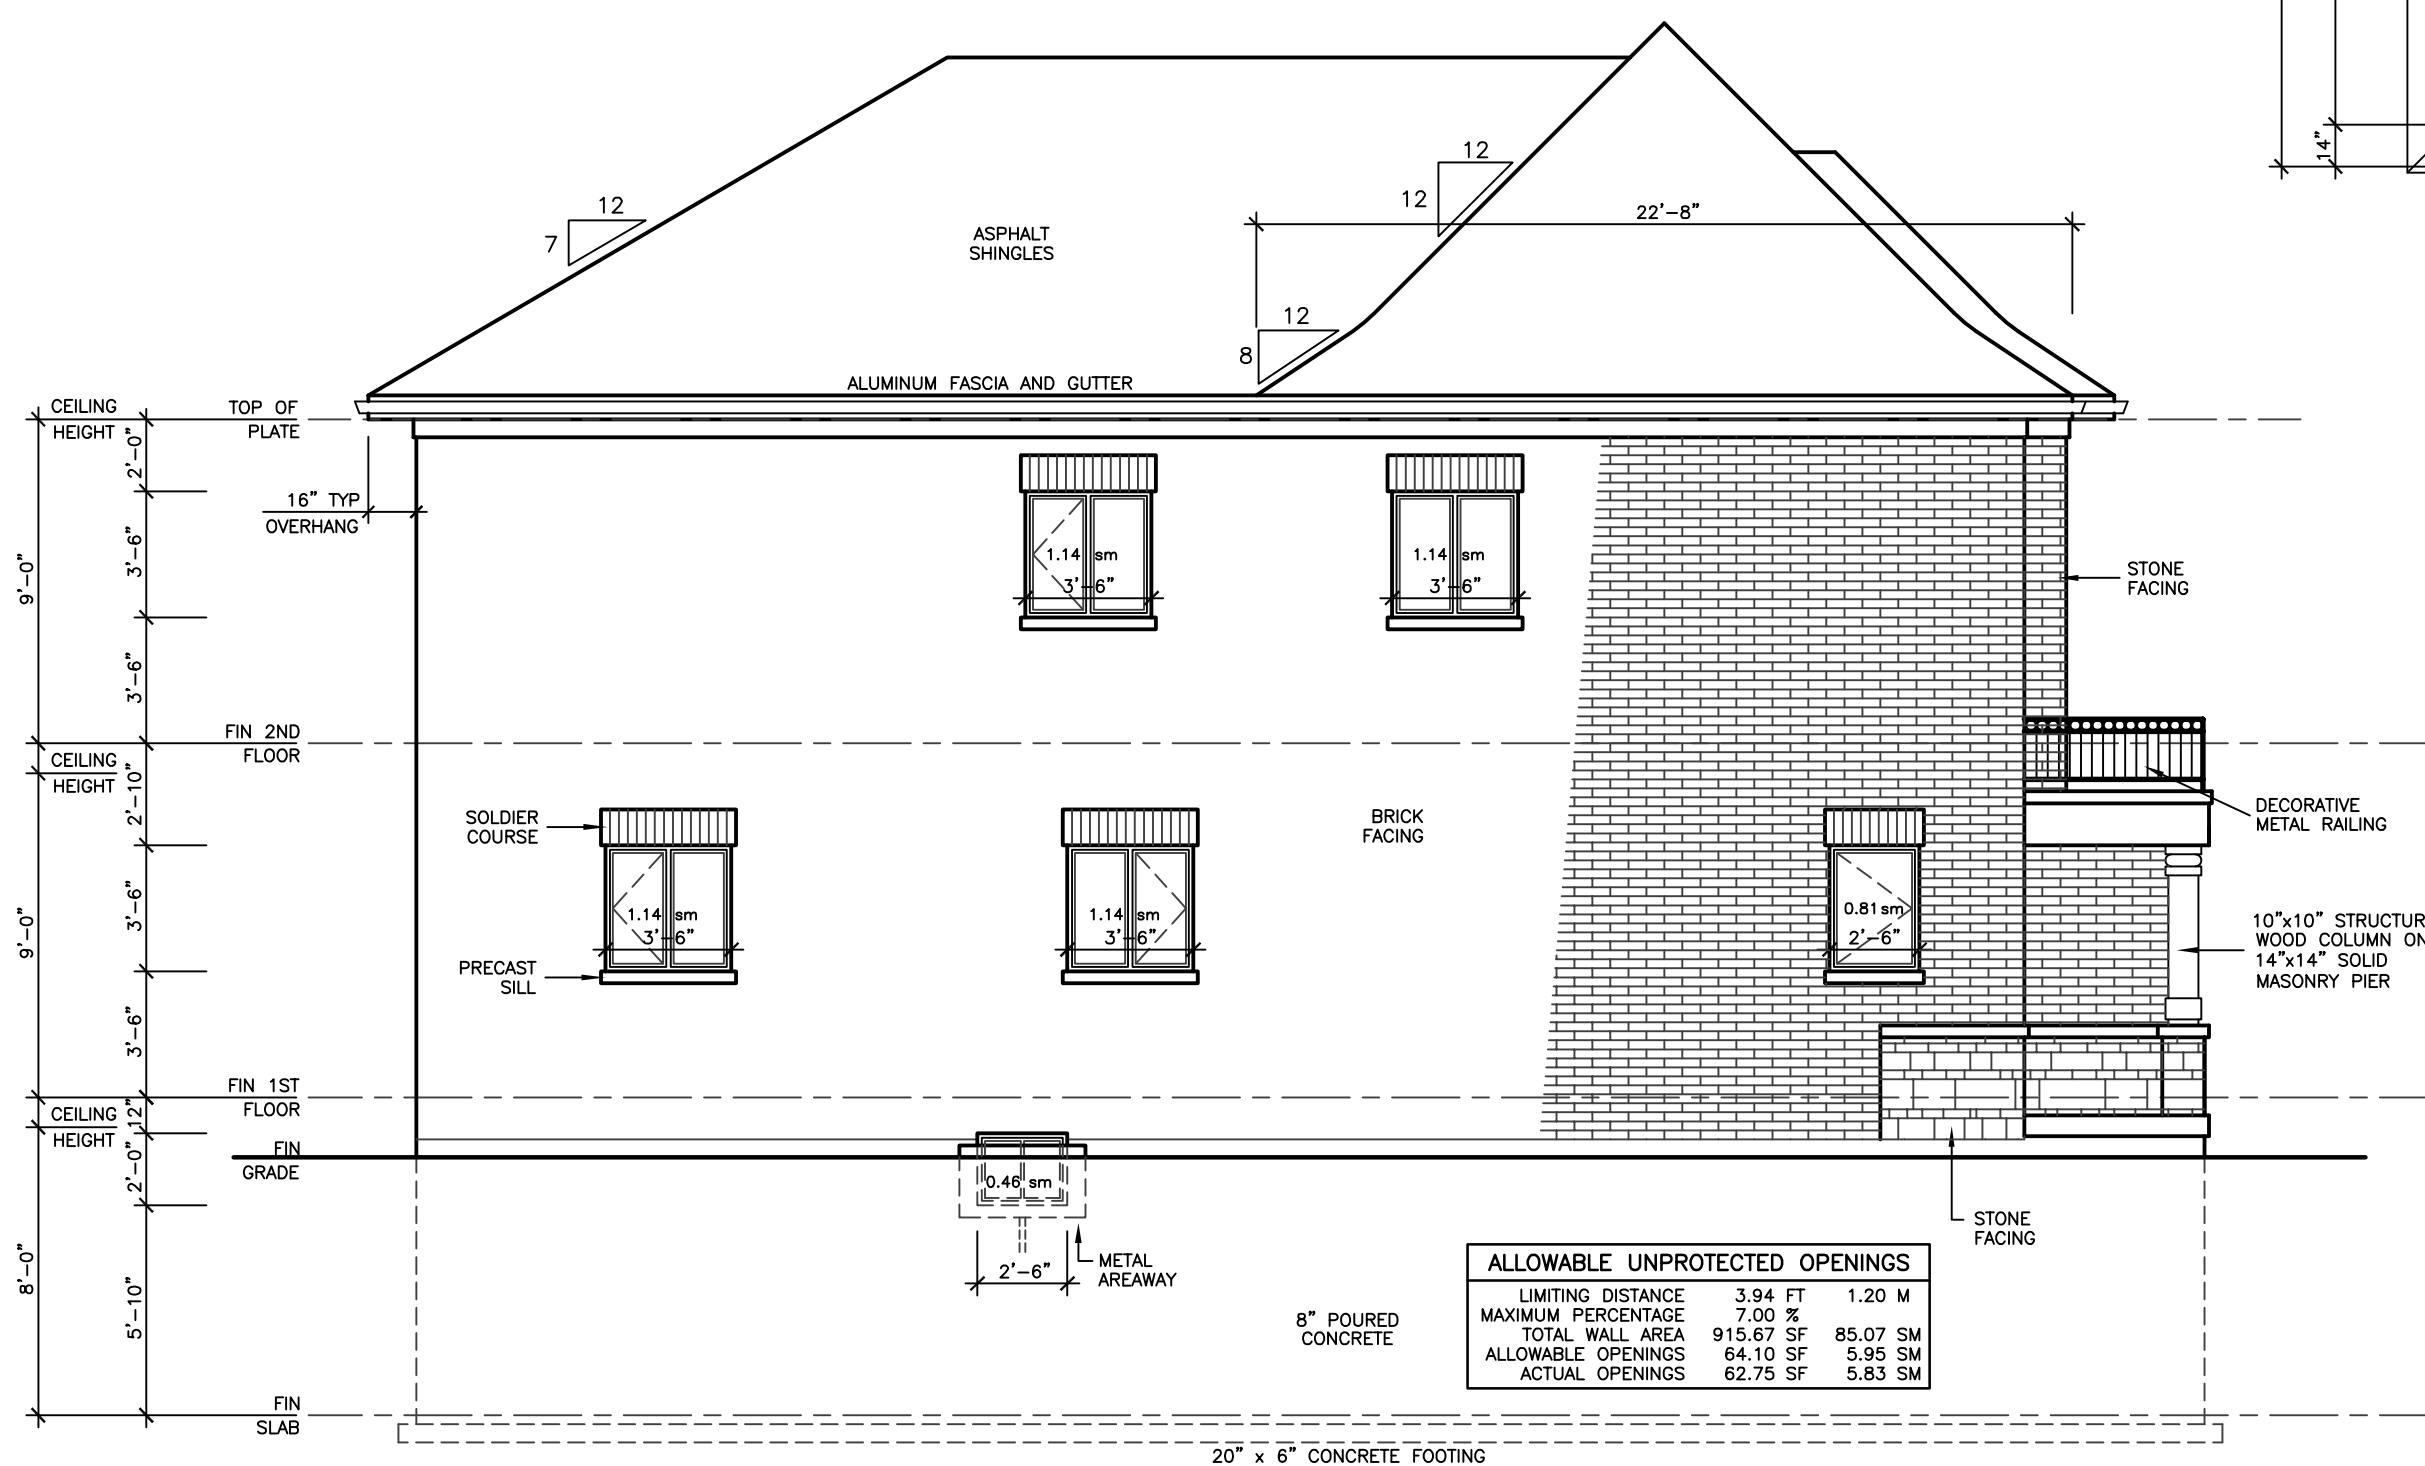 12
12
14"
12
7
12
22'-8"
ASPHALT
SHINGLES
12
8
ALUMINUM FASCIA AND GUTTER
CEILING
HEIGHT
TOP OF
PLATE
2'-0"
16" TYP
OVERHANG
3'-6"
9'-0"
1.14 sm
3'-6"
1.14 sm
3'-6"
STONE
FACING
3'-6"
FIN 2ND
FLOOR
CEILING
HEIGHT
2'-10"
SOLDIER
COURSE
BRICK
FACING
DECORATIVE
METAL RAILING
3'-6"
9'-0"
1.14 sm
3'-6"
1.14 sm
3'-6"
0.81 sm
2'-6"
10"x10" STRUCTUR
WOOD COLUMN ON
14"x14" SOLID
MASONRY PIER
PRECAST
SILL
3'-6"
FIN 1ST
FLOOR
CEILING
HEIGHT
12"
FIN
GRADE
2'-0"
0.46 sm
2'-6"
METAL
AREAWAY
STONE
FACING
8'-0"
5'-10"
8" POURED
CONCRETE
ALLOWABLE UNPROTECTED OPENINGS
LIMITING DISTANCE 3.94 FT 1.20 M
MAXIMUM PERCENTAGE 7.00 %
TOTAL WALL AREA 915.67 SF 85.07 SM
ALLOWABLE OPENINGS 64.10 SF 5.95 SM
ACTUAL OPENINGS 62.75 SF 5.83 SM
FIN
SLAB
20" x 6" CONCRETE FOOTING